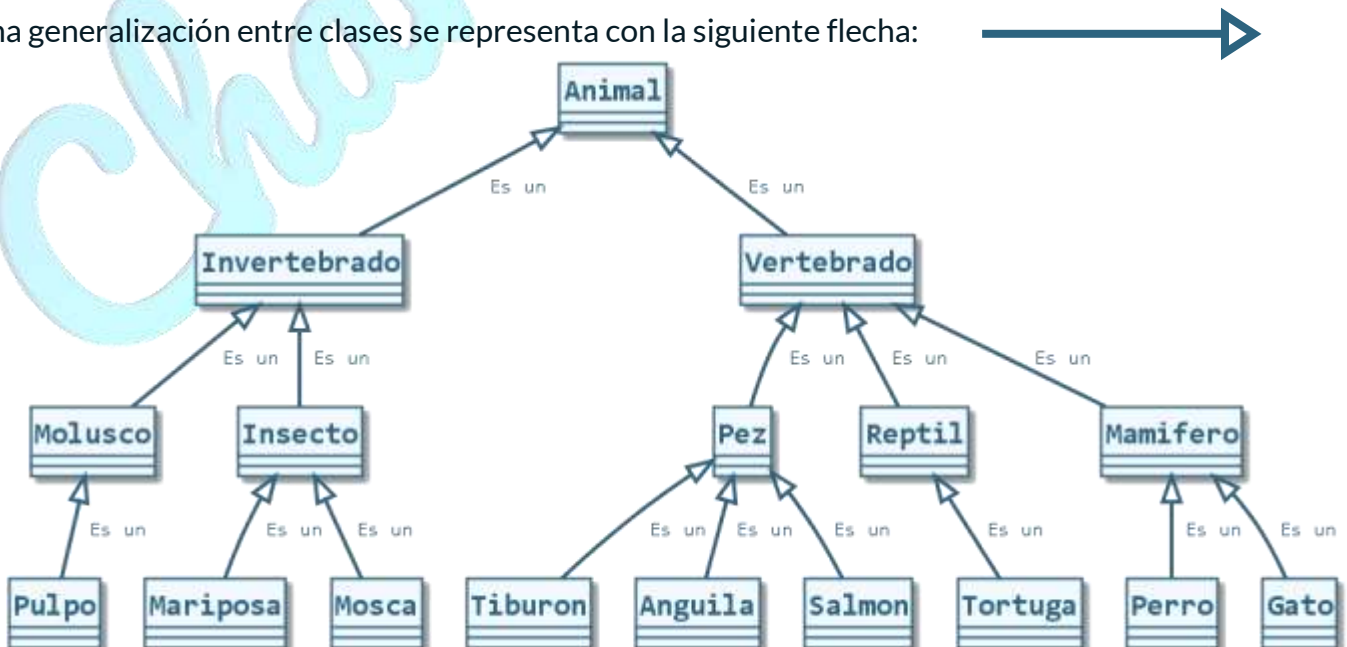 na generalización entre clases se representa con la siguiente flecha:
Animal
Es un Es un
Invertebrado Vertebrado
Es un Es un Es un Es un Es un
Molusco Insecto Pez Reptil Mamifero
Es un Es un Es un Es un Es un Es un Es un Es un Es un
Pulpo Mariposa Mosca Tiburon Anguila Salmon Tortuga Perro Gato